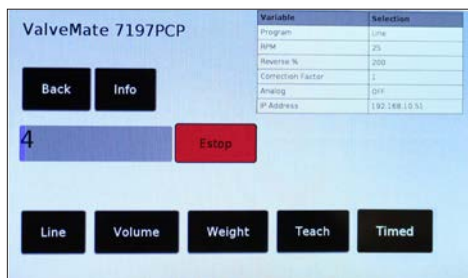 ValveMate 7197PCP
Variable Selection
Program Line
RPM 25
Reverse % 200
Correction Factor 1
Analog OFF
IP Address 192.168.10.51
Back Info
4
Estop
Line Volume Weight Teach Timed